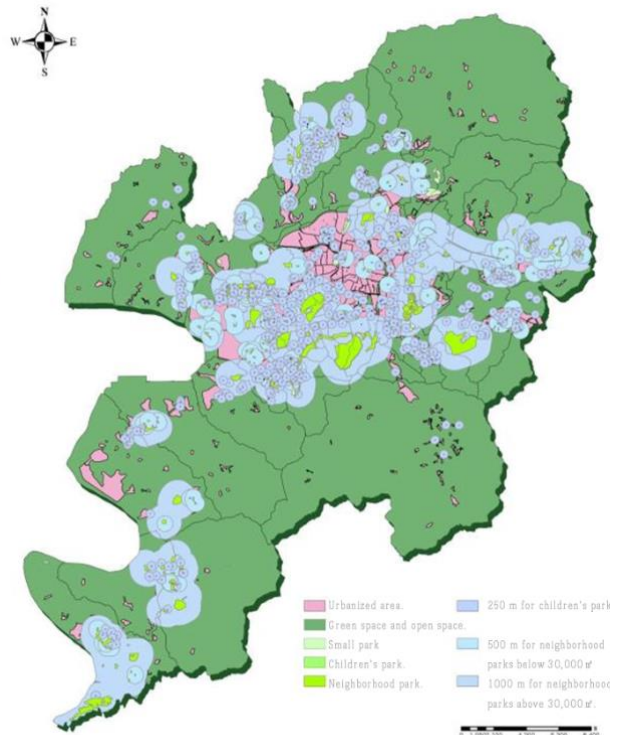 N
W E
S
Urbanized area.
Green space and open space.
Small park
Children's park.
Neighborhood park.
250 m for children's park
500 m for neighborhood
parks below 30,000㎡
1000 m for neighborhood
parks above 30,000㎡.